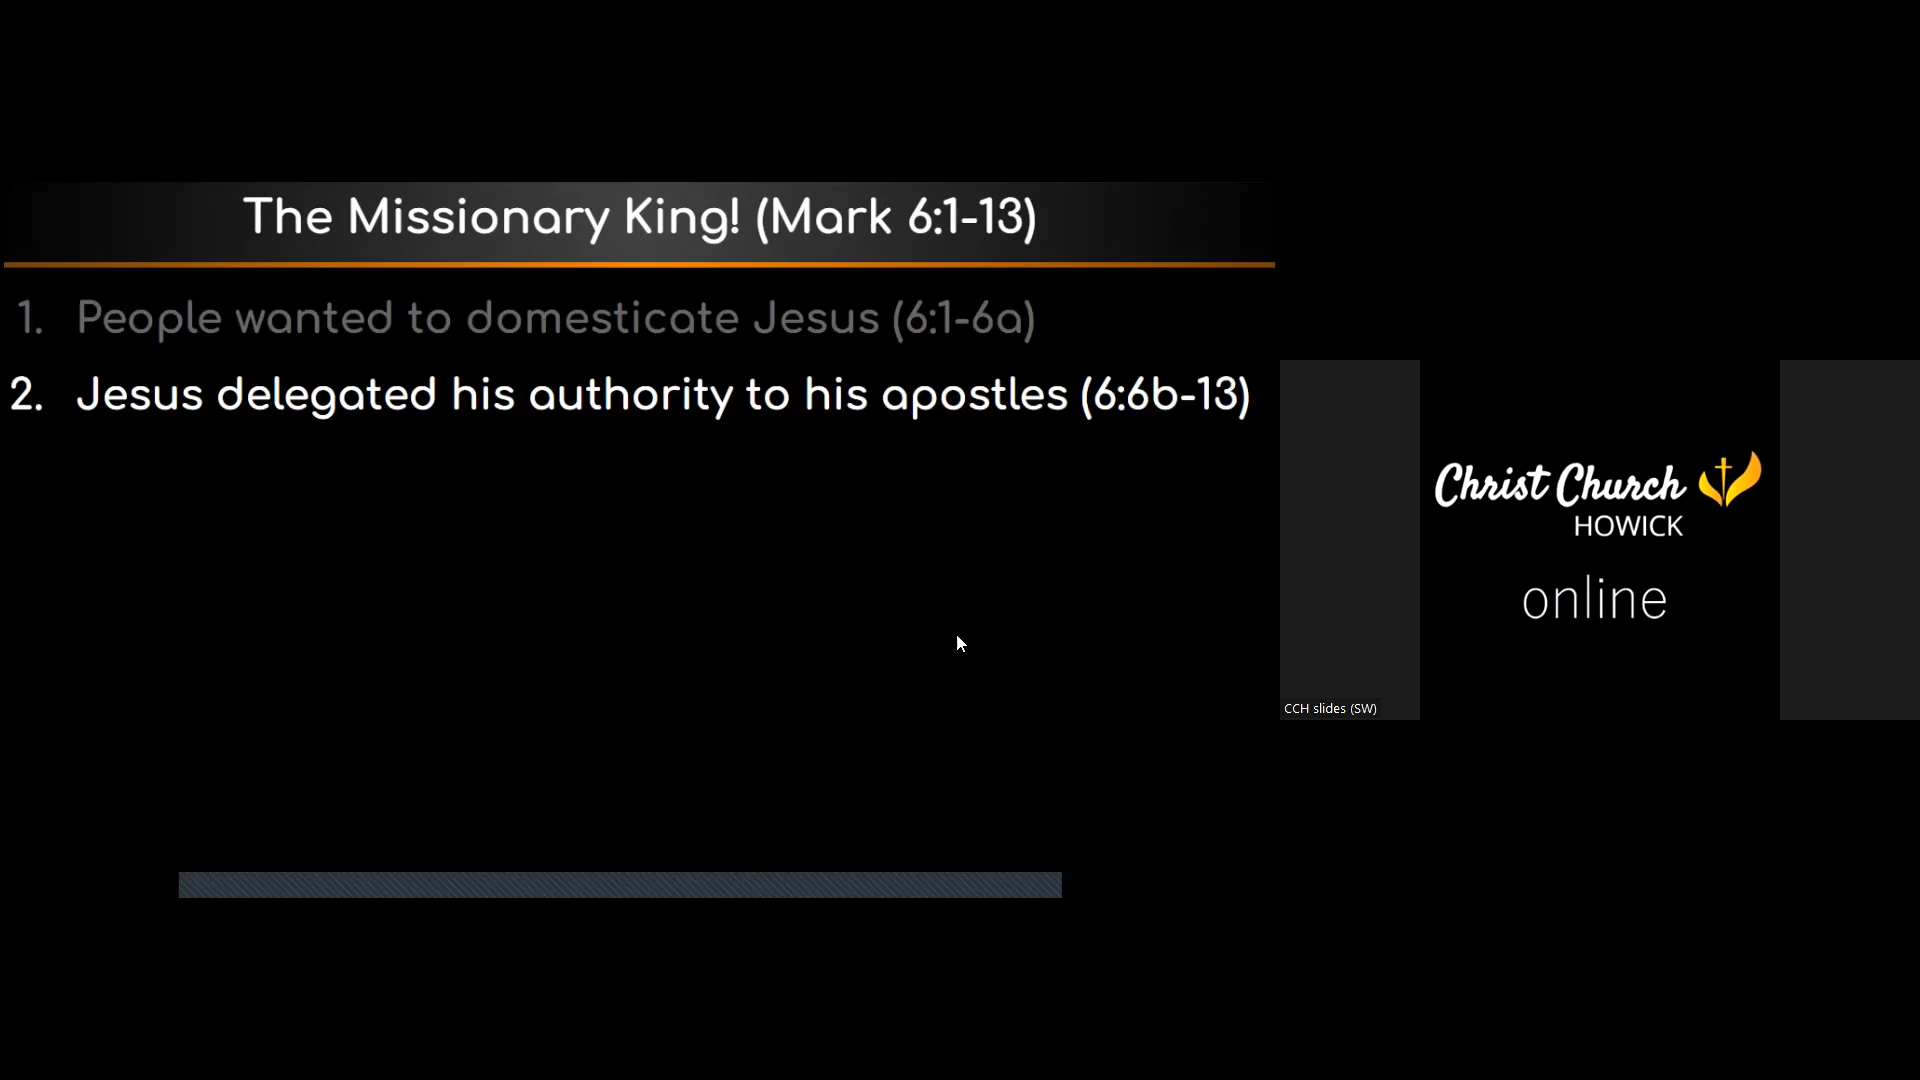 The Missionary King! (Mark 6:1-13)
1. People wanted to domesticate Jesus (6:1-6a)
2. Jesus delegated his authority to his apostles (6:6b-13)
Christ Church
HOWICK
online
CCH slides (SW)